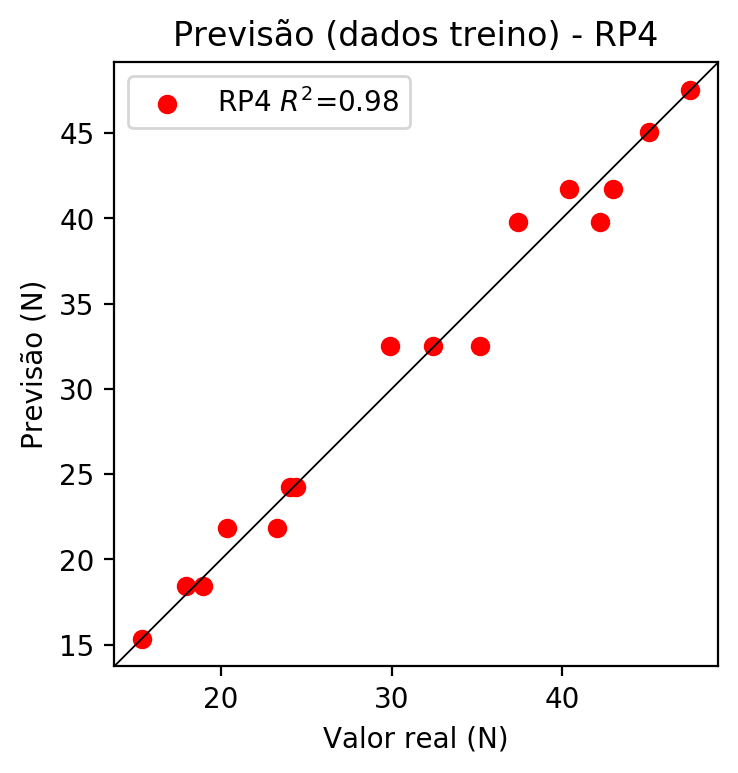 Previsão (dados treino) - RP4
RP4 R²=0.98
45
40
35
30
25
20
15
Previsão (N)
20 30 40
Valor real (N)